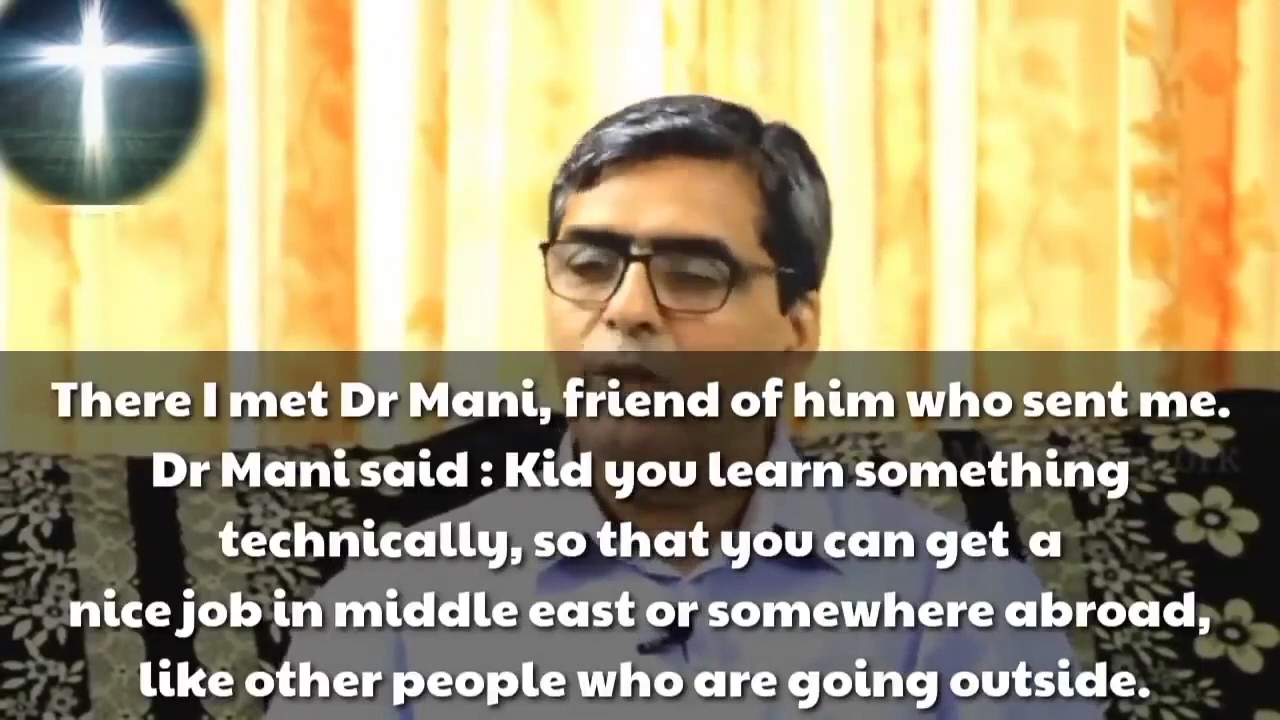 There I met Dr Mani, friend of him who sent me.
Dr Mani said : Kid you learn something
technically, so that you can get a
nice job in middle east or somewhere abroad,
like other people who are going outside.